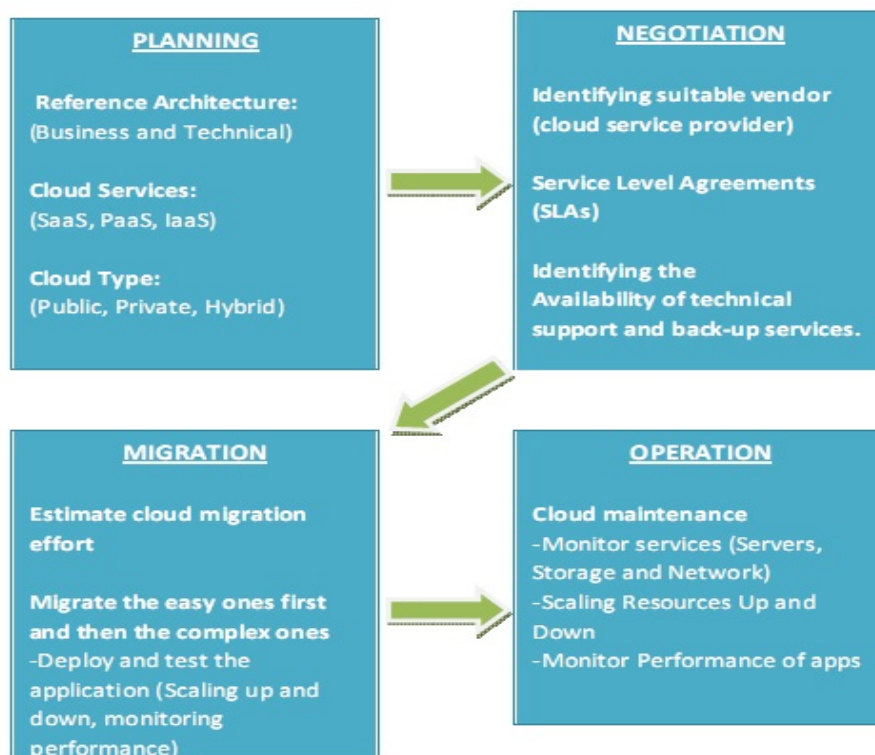 PLANNING
Reference Architecture:
(Business and Technical)
Cloud Services:
(SaaS, PaaS, IaaS)
Cloud Type:
(Public, Private, Hybrid)
NEGOTIATION
Identifying suitable vendor
(cloud service provider)
Service Level Agreements
(SLAs)
Identifying the
Availability of technical
support and back-up services.
MIGRATION
Estimate cloud migration
effort
Migrate the easy ones first
and then the complex ones
-Deploy and test the
application (Scaling up and
down, monitoring
performance)
OPERATION
Cloud maintenance
-Monitor services (Servers,
Storage and Network)
-Scaling Resources Up and
Down
-Monitor Performance of apps